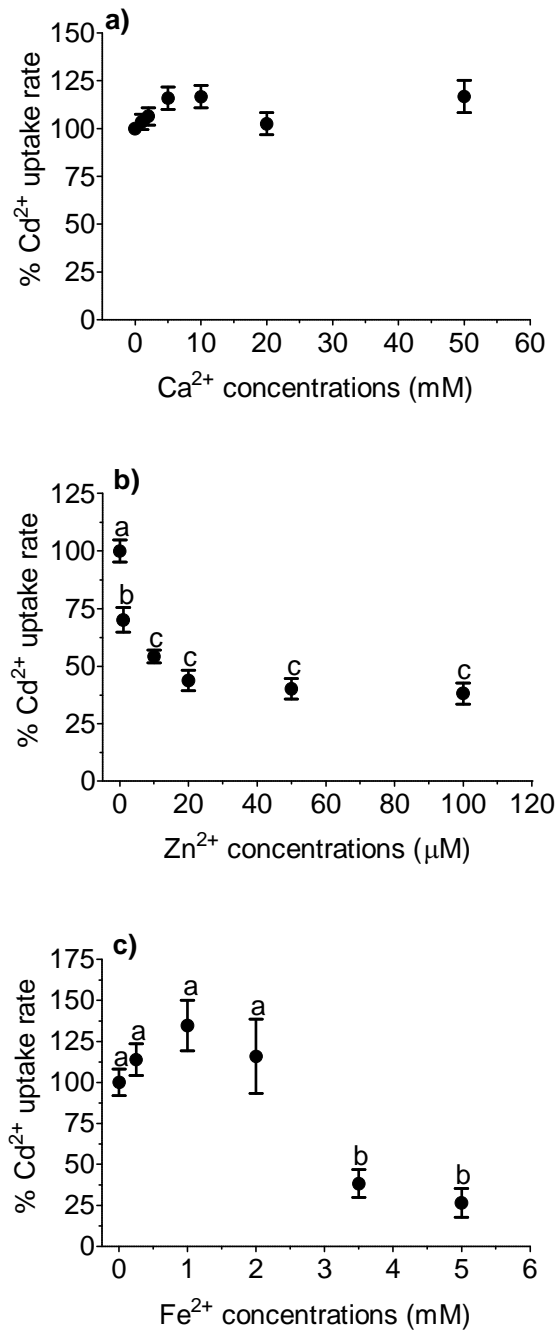 a)
150
125
100
75
50
25
0
% Cd²⁺ uptake rate
0 10 20 30 40 50 60
Ca²⁺ concentrations (mM)
b)
125
100
75
50
25
0
% Cd²⁺ uptake rate
a
b
c
c
c
c
0 20 40 60 80 100 120
Zn²⁺ concentrations (μM)
c)
175
150
125
100
75
50
25
0
% Cd²⁺ uptake rate
a
a
a
a
b
b
0 1 2 3 4 5 6
Fe²⁺ concentrations (mM)